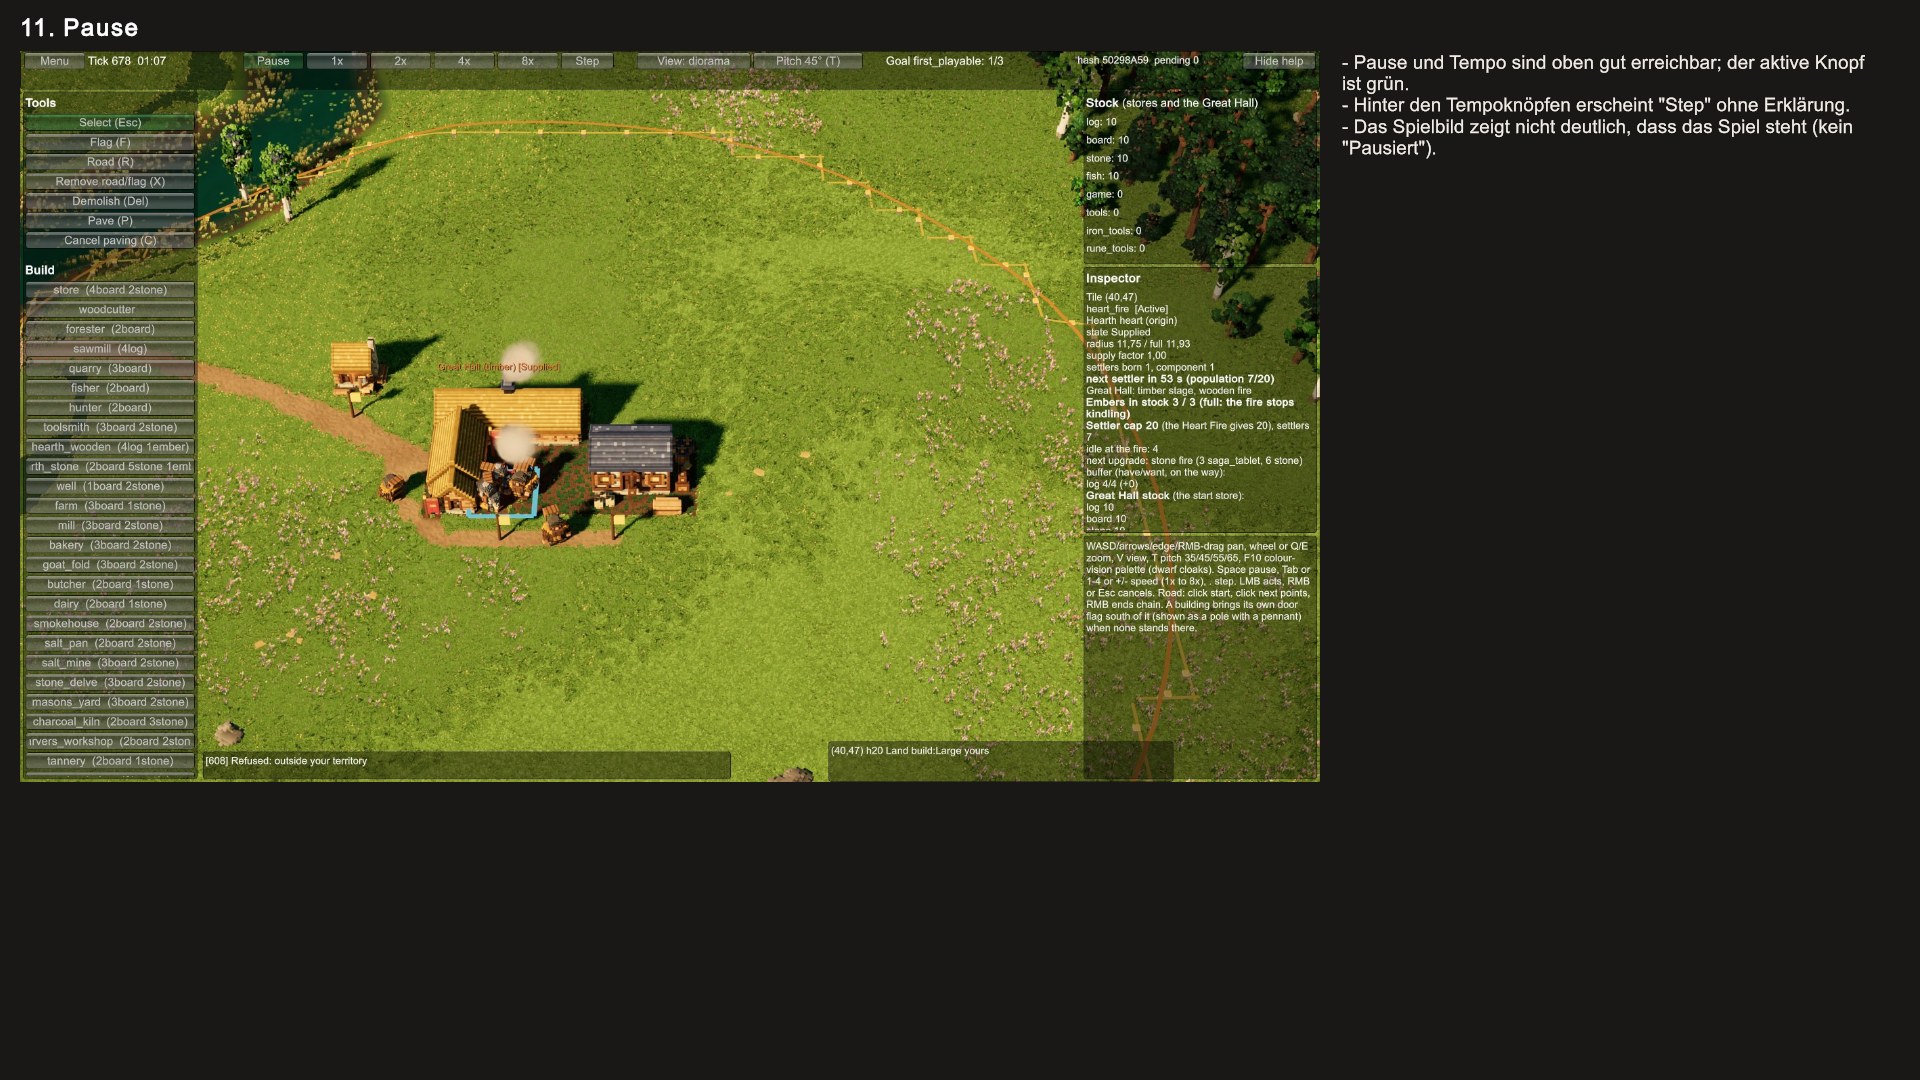 11. Pause
Menu
Tick 678 01:07
Pause
1x
2x
4x
8x
Step
View: diorama
Pitch 45° (T)
Goal first_playable: 1/3
hash 50298A59 pending 0
Hide help
Tools
Select (Esc)
Flag (F)
Road (R)
Remove road/flag (X)
Demolish (Del)
Pave (P)
Cancel paving (C)
Build
store (4board 2stone)
woodcutter
forester (2board)
sawmill (4log)
quarry (3board)
fisher (2board)
hunter (2board)
toolsmith (3board 2stone)
hearth_wooden (4log 1ember)
rth_stone (2board 5stone 1eml
well (1board 2stone)
farm (3board 1stone)
mill (3board 2stone)
bakery (3board 2stone)
goat_fold (3board 2stone)
butcher (2board 1stone)
dairy (2board 1stone)
smokehouse (2board 2stone)
salt_pan (2board 2stone)
salt_mine (3board 2stone)
stone_delve (3board 2stone)
masons_yard (3board 2stone)
charcoal_kiln (2board 3stone)
irvers_workshop (2board 2ston
tannery (2board 1stone)
Great Hall (timber) [Supplied]
[608] Refused: outside your territory
(40,47) h20 Land build:Large yours
Stock (stores and the Great Hall)
log: 10
board: 10
stone: 10
fish: 10
game: 0
tools: 0
iron_tools: 0
rune_tools: 0
Inspector
Tile (40,47)
heart_fire [Active]
Hearth heart (origin)
state Supplied
radius 11,75 / full 11,93
supply factor 1,00
settlers born 1, component 1
next settler in 53 s (population 7/20)
Great Hall: timber stage, wooden fire
Embers in stock 3 / 3 (full: the fire stops
kindling)
Settler cap 20 (the Heart Fire gives 20), settlers
7
idle at the fire: 4
next upgrade: stone fire (3 saga_tablet, 6 stone)
buffer (have/want, on the way):
log 4/4 (+0)
Great Hall stock (the start store):
log 10
board 10
WASD/arrows/edge/RMB-drag pan, wheel or Q/E
zoom, V view, T pitch 35/45/55/65, F10 colour-
vision palette (dwarf cloaks). Space pause, Tab or
1-4 or +/- speed (1x to 8x), . step. LMB acts, RMB
or Esc cancels. Road: click start, click next points,
RMB ends chain. A building brings its own door
flag south of it (shown as a pole with a pennant)
when none stands there.
- Pause und Tempo sind oben gut erreichbar; der aktive Knopf
ist grün.
- Hinter den Tempoknöpfen erscheint "Step" ohne Erklärung.
- Das Spielbild zeigt nicht deutlich, dass das Spiel steht (kein
"Pausiert").